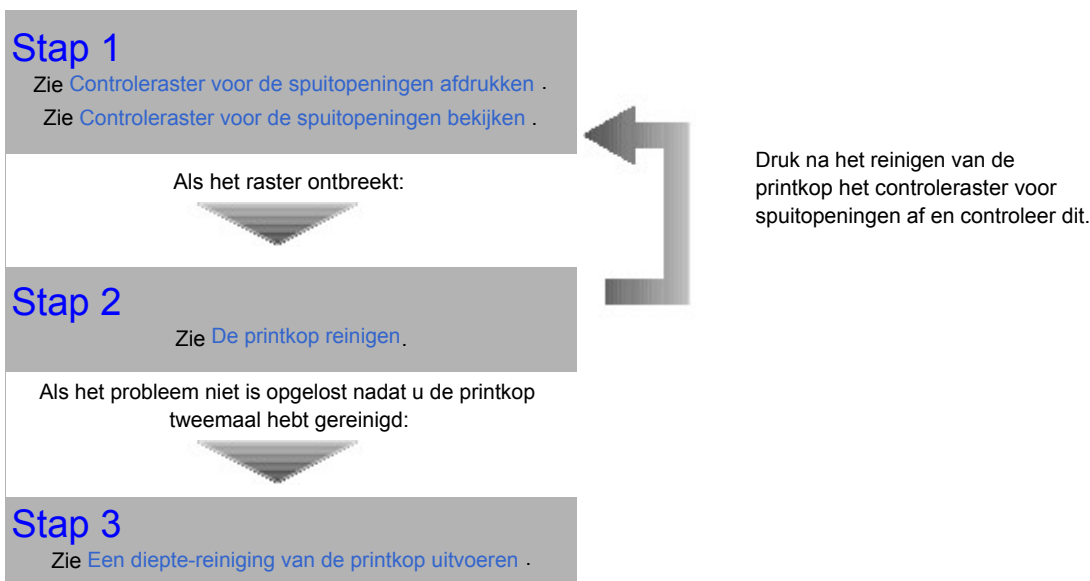 Stap 1
Zie Controleraster voor de spuitopeningen afdrukken .
Zie Controleraster voor de spuitopeningen bekijken .
Als het raster ontbreekt:
Stap 2
Zie De printkop reinigen.
Als het probleem niet is opgelost nadat u de printkop
tweemaal hebt gereinigd:
Stap 3
Zie Een diepte-reiniging van de printkop uitvoeren .
Druk na het reinigen van de
printkop het controleraster voor
spuitopeningen af en controleer dit.